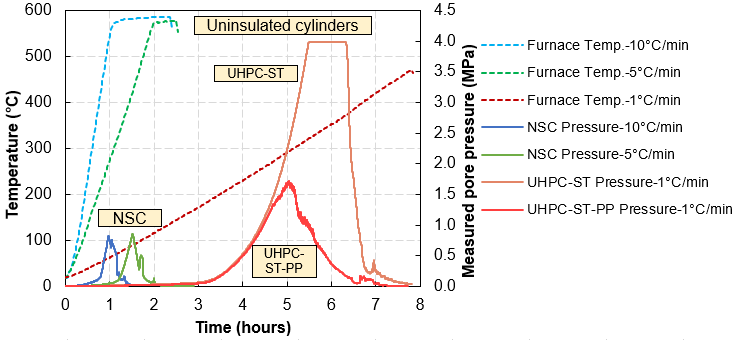 Uninsulated cylinders
UHPC-ST
NSC
UHPC-
ST-PP
Temperature (°C)
600
500
400
300
200
100
0
0 1 2 3 4 5 6 7 8
Time (hours)
4.5
4.0
3.5
3.0
2.5
2.0
1.5
1.0
0.5
0.0
Measured pore pressure (MPa)
Furnace Temp.-10°C/min
Furnace Temp.-5°C/min
Furnace Temp.-1°C/min
NSC Pressure-10°C/min
NSC Pressure-5°C/min
UHPC-ST Pressure-1°C/min
UHPC-ST-PP Pressure-1°C/min